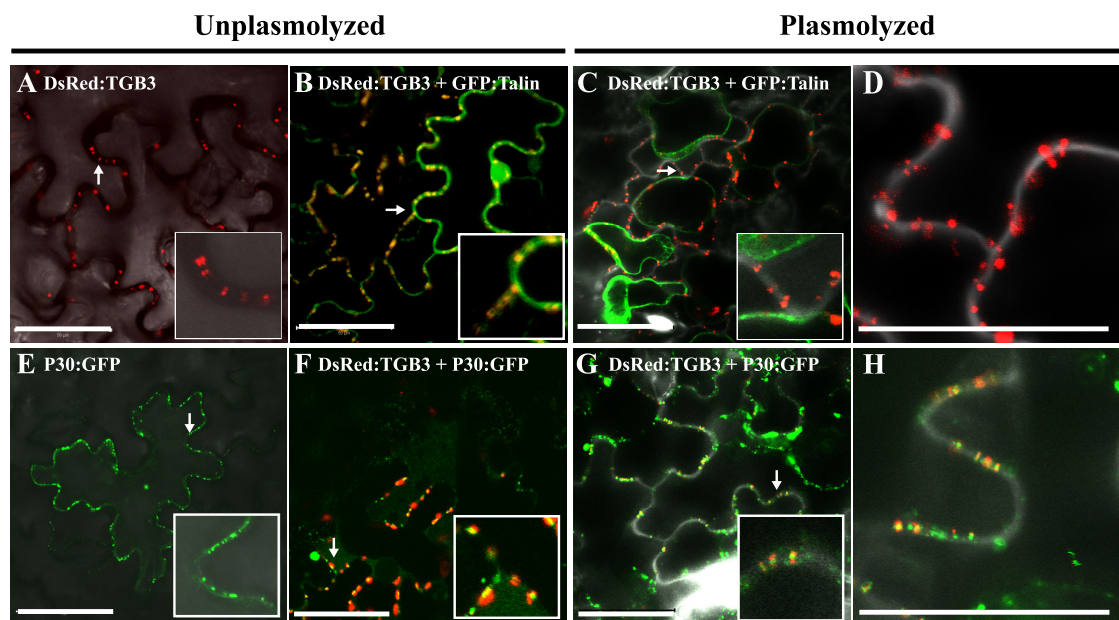 Unplasmolyzed
Plasmolyzed
A DsRed:TGB3
B DsRed:TGB3 + GFP:Talin
C DsRed:TGB3 + GFP:Talin
D
E P30:GFP
F DsRed:TGB3 + P30:GFP
G DsRed:TGB3 + P30:GFP
H